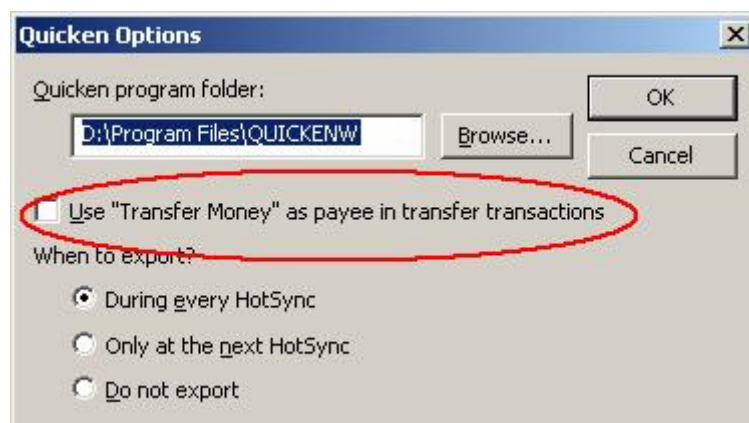 Quicken Options
Quicken program folder:
OK
D:\Program Files\QUICKENW
Browse...
Cancel
Use "Transfer Money" as payee in transfer transactions
When to export?
During every HotSync
Only at the next HotSync
Do not export